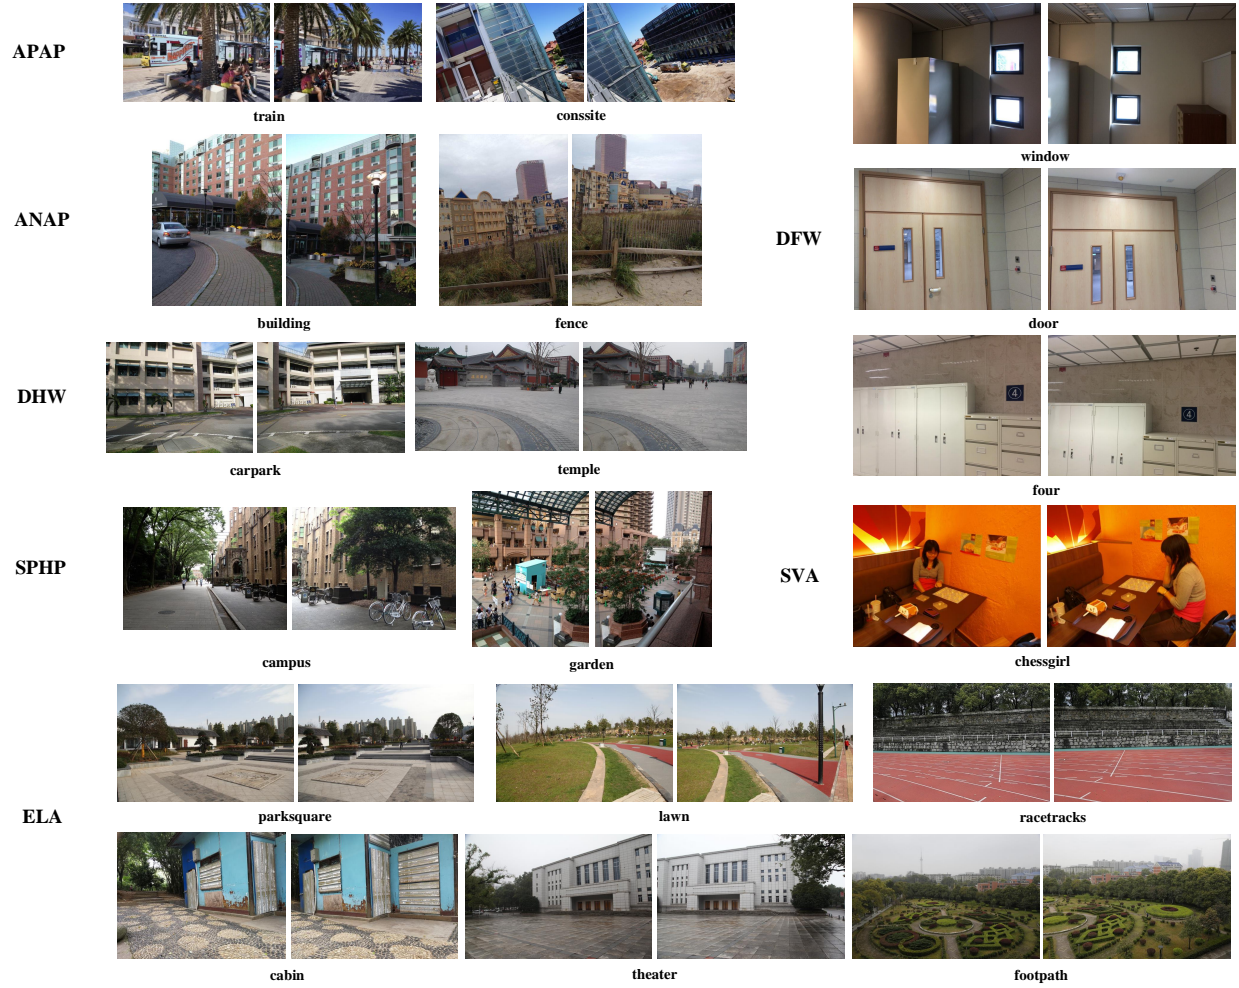 APAP
train
conssite
window
ANAP
building
fence
DFW
door
DHW
carpark
temple
four
④
SPHP
campus
garden
SVA
chessgirl
ELA
parksquare
lawn
racetracks
cabin
theater
footpath